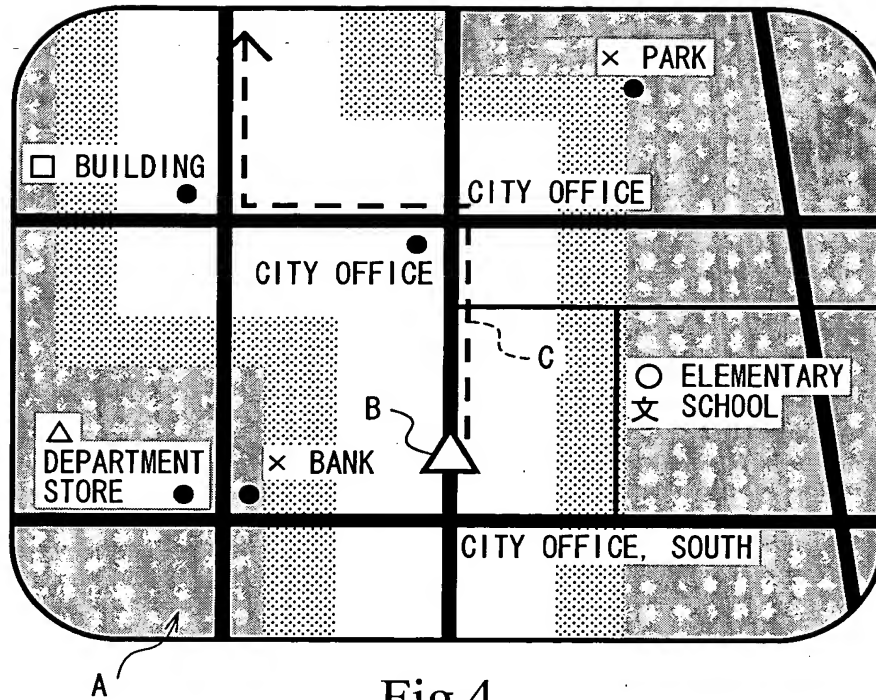 × PARK
□ BUILDING
CITY OFFICE
CITY OFFICE
C
○ ELEMENTARY
文 SCHOOL
B
△
DEPARTMENT
STORE
× BANK
CITY OFFICE, SOUTH
A
Fig.4